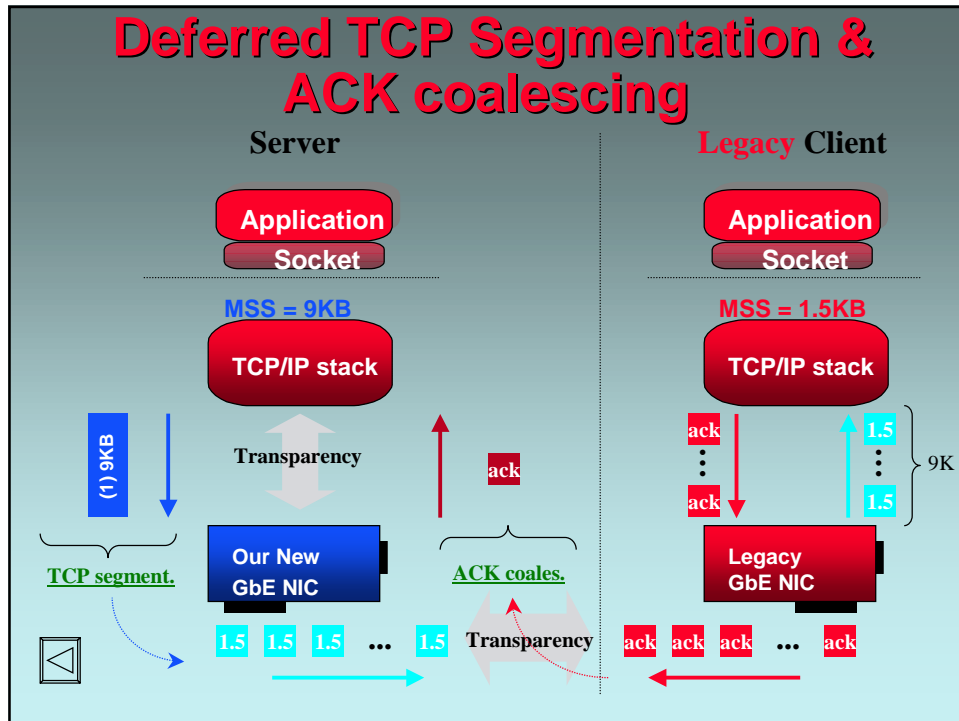 Deferred TCP Segmentation &
ACK coalescing
Server
Legacy Client
Application
Socket
Application
Socket
MSS = 9KB
MSS = 1.5KB
TCP/IP stack
TCP/IP stack
(1) 9KB
Transparency
ack
ack
ack
1.5
1.5
9K
Our New
GbE NIC
Legacy
GbE NIC
TCP segment.
ACK coales.
1.5 1.5 1.5 ... 1.5
Transparency
ack ack ack ... ack